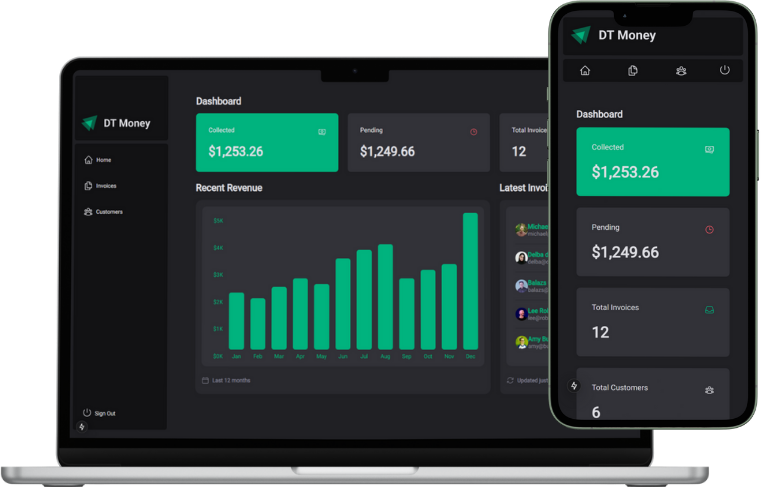 DT Money
Home
Invoices
Customers
Sign Out
Dashboard
Collected
$1,253.26
Pending
$1,249.66
Total Invoice
12
Recent Revenue
$5K
$4K
$3K
$2K
$1K
$0K
Jan Feb Mar Apr May Jun Jul Aug Sep Oct Nov Dec
Last 12 months
Latest Invoi
Michae
michael
Delba d
delba@
Balazs
balazs@
Lee Ro
lee@ro
Amy Bu
amy@b
Updated just
DT Money
Dashboard
Collected
$1,253.26
Pending
$1,249.66
Total Invoices
12
Total Customers
6